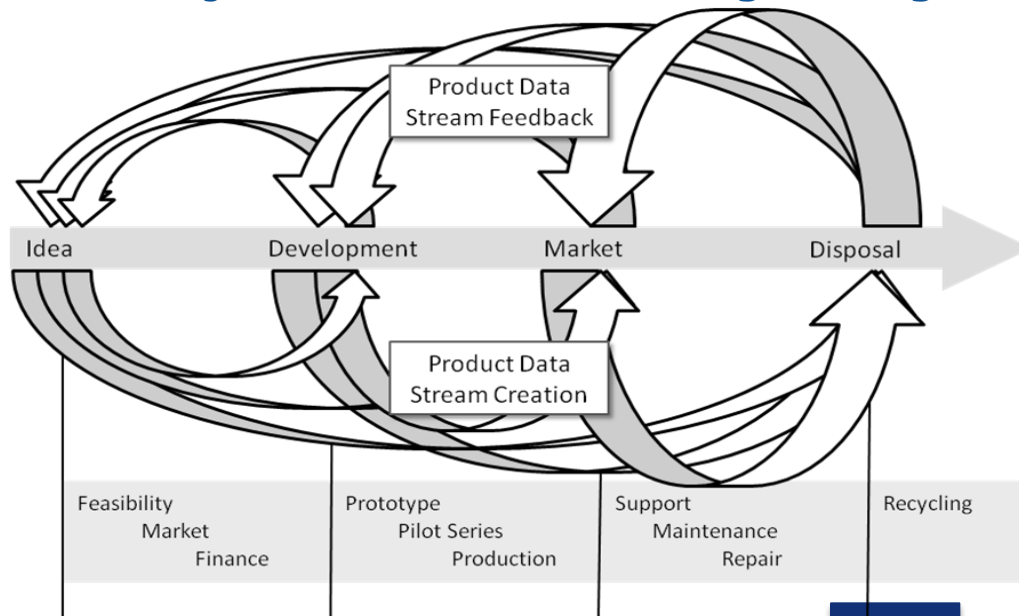 Product Data
Stream Feedback
Idea
Development
Market
Disposal
Product Data
Stream Creation
Feasibility
Market
Finance
Prototype
Pilot Series
Production
Support
Maintenance
Repair
Recycling